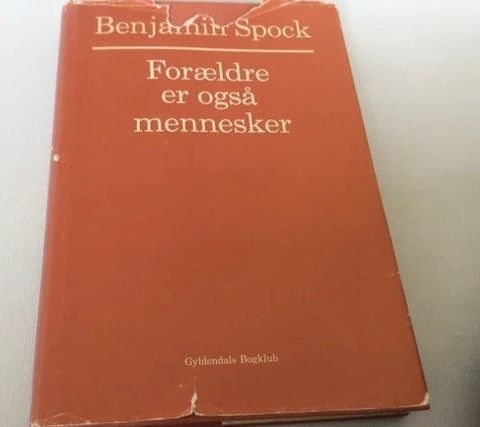 Benjamin Spock
Forældre
er også
mennesker
Gyldendals Bogklub